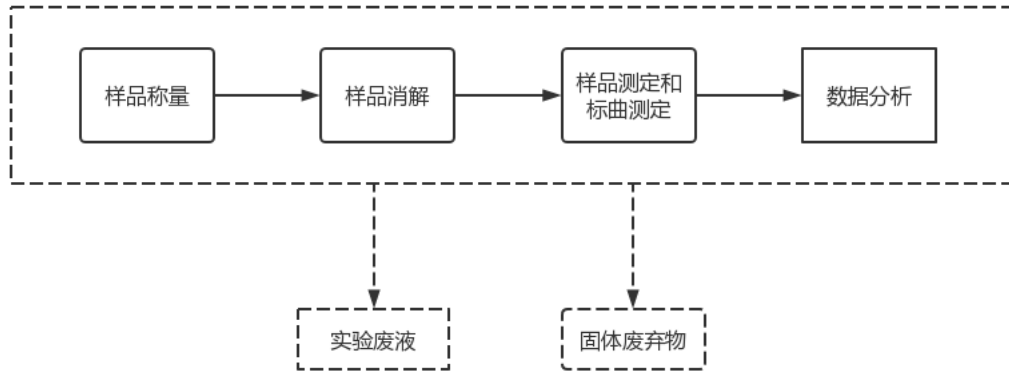 样品称量
样品消解
样品测定和
标曲测定
数据分析
实验废液
固体废弃物